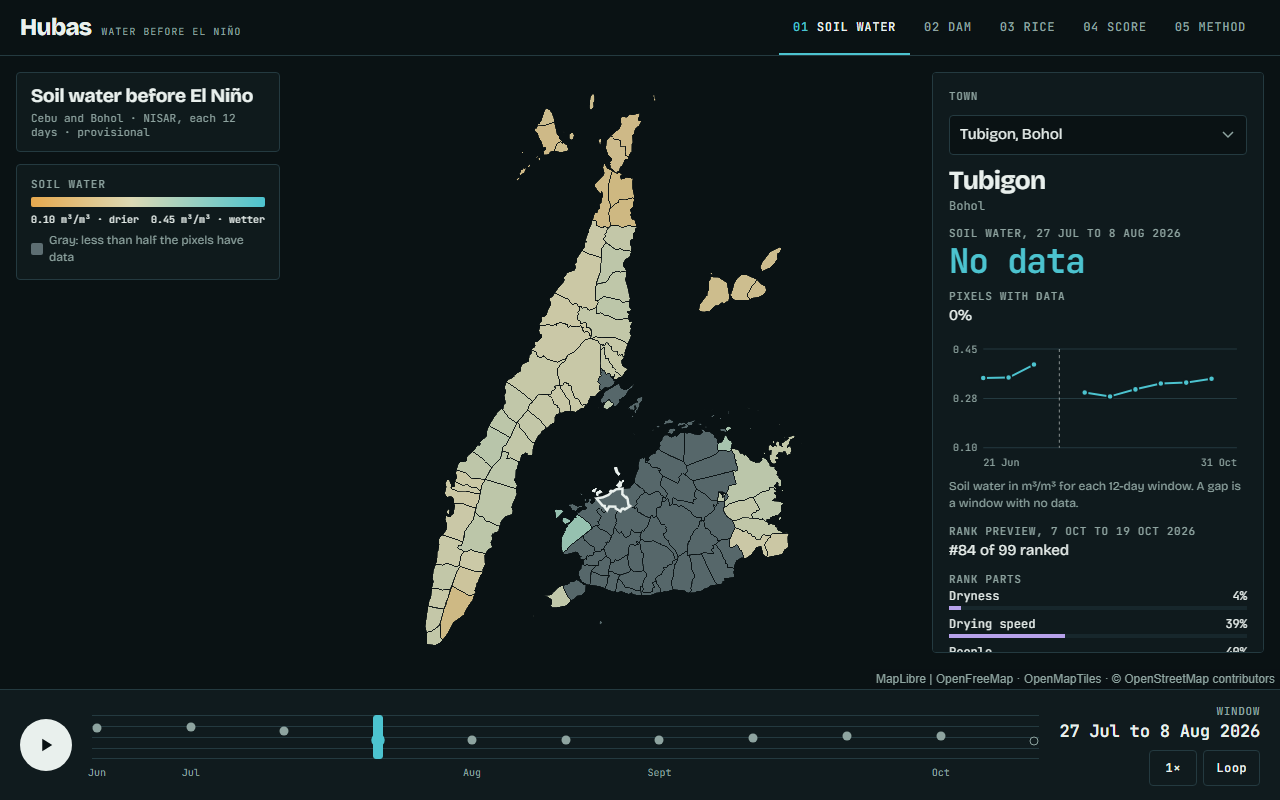 Hubas WATER BEFORE EL NIÑO
01 SOIL WATER
02 DAM
03 RICE
04 SCORE
05 METHOD
Soil water before El Niño
Cebu and Bohol · NISAR, each 12
days · provisional
SOIL WATER
0.10 m³/m³ · drier
0.45 m³/m³ · wetter
Gray: less than half the pixels have
data
TOWN
Tubigon, Bohol
Tubigon
Bohol
SOIL WATER, 27 JUL TO 8 AUG 2026
No data
PIXELS WITH DATA
0%
0.45
0.28
0.10
21 Jun
31 Oct
Soil water in m³/m³ for each 12-day window. A gap is
a window with no data.
RANK PREVIEW, 7 OCT TO 19 OCT 2026
#84 of 99 ranked
RANK PARTS
Dryness 4%
Drying speed 39%
People 40%
MapLibre | OpenFreeMap · OpenMapTiles · © OpenStreetMap contributors
Jun
Jul
Aug
Sept
Oct
WINDOW
27 Jul to 8 Aug 2026
1×
Loop